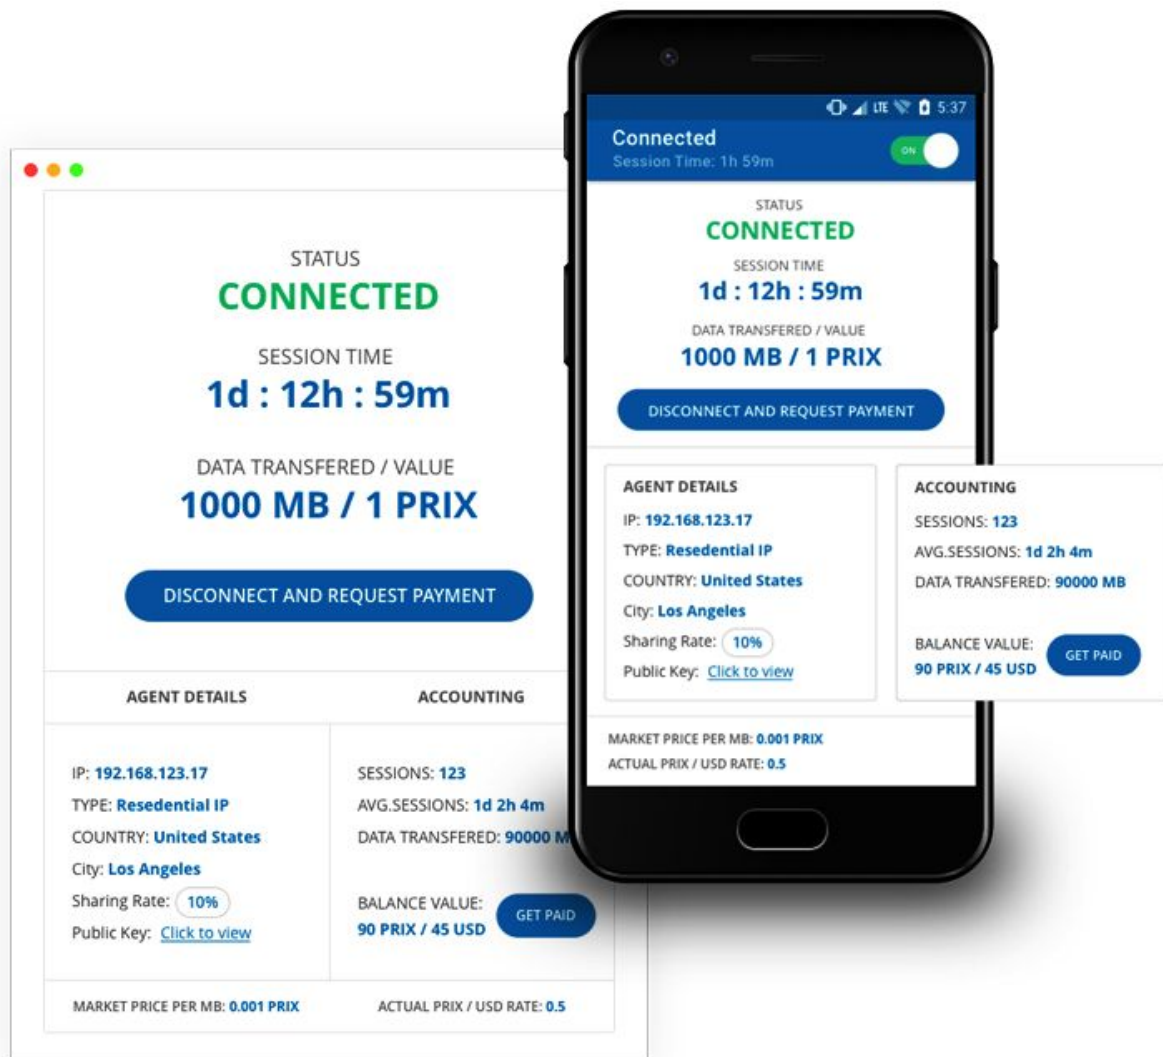 STATUS
CONNECTED
SESSION TIME
1d : 12h : 59m
DATA TRANSFERED / VALUE
1000 MB / 1 PRIX
DISCONNECT AND REQUEST PAYMENT
AGENT DETAILS
IP: 192.168.123.17
TYPE: Resedential IP
COUNTRY: United States
City: Los Angeles
Sharing Rate: 10%
Public Key: Click to view
ACCOUNTING
SESSIONS: 123
AVG.SESSIONS: 1d 2h 4m
DATA TRANSFERED: 90000 M
BALANCE VALUE:
90 PRIX / 45 USD
GET PAID
MARKET PRICE PER MB: 0.001 PRIX
ACTUAL PRIX / USD RATE: 0.5
LTE 5:37
Connected
Session Time: 1h 59m
ON
STATUS
CONNECTED
SESSION TIME
1d : 12h : 59m
DATA TRANSFERED / VALUE
1000 MB / 1 PRIX
DISCONNECT AND REQUEST PAYMENT
AGENT DETAILS
IP: 192.168.123.17
TYPE: Resedential IP
COUNTRY: United States
City: Los Angeles
Sharing Rate: 10%
Public Key: Click to view
ACCOUNTING
SESSIONS: 123
AVG.SESSIONS: 1d 2h 4m
DATA TRANSFERED: 90000 MB
BALANCE VALUE:
90 PRIX / 45 USD
GET PAID
MARKET PRICE PER MB: 0.001 PRIX
ACTUAL PRIX / USD RATE: 0.5